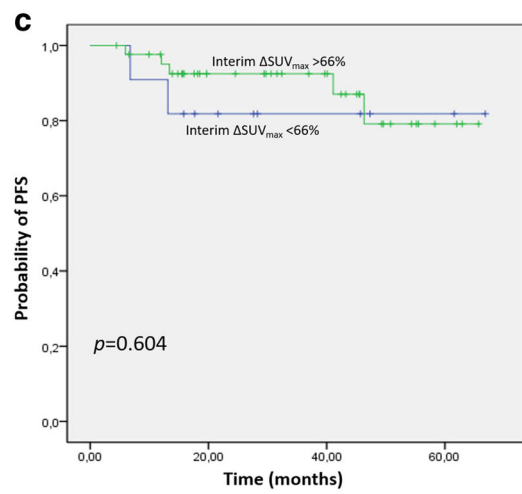 c
1,0
Interim ΔSUVmax >66%
0,8
Interim ΔSUVmax <66%
0,6
Probability of PFS
0,4
p=0.604
0,2
0,0
0,00 20,00 40,00 60,00
Time (months)